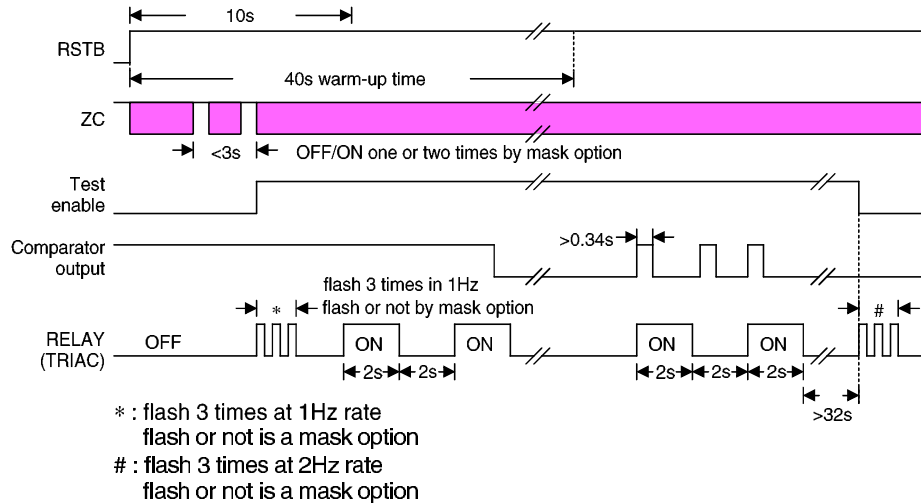 10s
RSTB
40s warm-up time
ZC
<3s
OFF/ON one or two times by mask option
Test
enable
>0.34s
Comparator
output
flash 3 times in 1Hz
flash or not by mask option
*
#
RELAY
(TRIAC)
OFF
ON
ON
ON
ON
2s
2s
2s
2s
2s
>32s
* : flash 3 times at 1Hz rate
flash or not is a mask option
# : flash 3 times at 2Hz rate
flash or not is a mask option